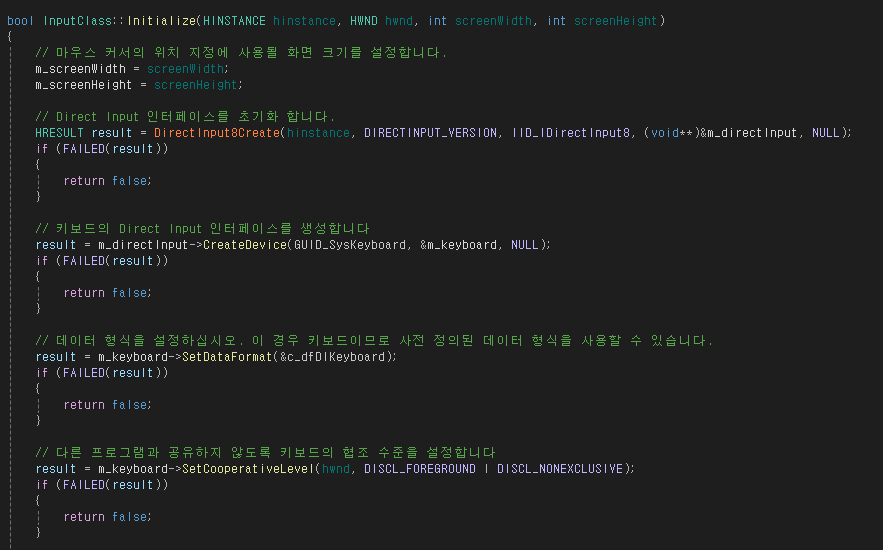 bool InputClass::Initialize(HINSTANCE hinstance, HWND hwnd, int screenWidth, int screenHeight)
{
// 마우스 커서의 위치 지정에 사용될 화면 크기를 설정합니다.
m_screenWidth = screenWidth;
m_screenHeight = screenHeight;
// Direct Input 인터페이스를 초기화 합니다.
HRESULT result = DirectInput8Create(hinstance, DIRECTINPUT_VERSION, IID_IDirectInput8, (void**)&m_directInput, NULL);
if (FAILED(result))
{
return false;
}
// 키보드의 Direct Input 인터페이스를 생성합니다
result = m_directInput->CreateDevice(GUID_SysKeyboard, &m_keyboard, NULL);
if (FAILED(result))
{
return false;
}
// 데이터 형식을 설정하십시오. 이 경우 키보드이므로 사전 정의된 데이터 형식을 사용할 수 있습니다.
result = m_keyboard->SetDataFormat(&c_dfDIKeyboard);
if (FAILED(result))
{
return false;
}
// 다른 프로그램과 공유하지 않도록 키보드의 협조 수준을 설정합니다
result = m_keyboard->SetCooperativeLevel(hwnd, DISCL_FOREGROUND | DISCL_NONEXCLUSIVE);
if (FAILED(result))
{
return false;
}